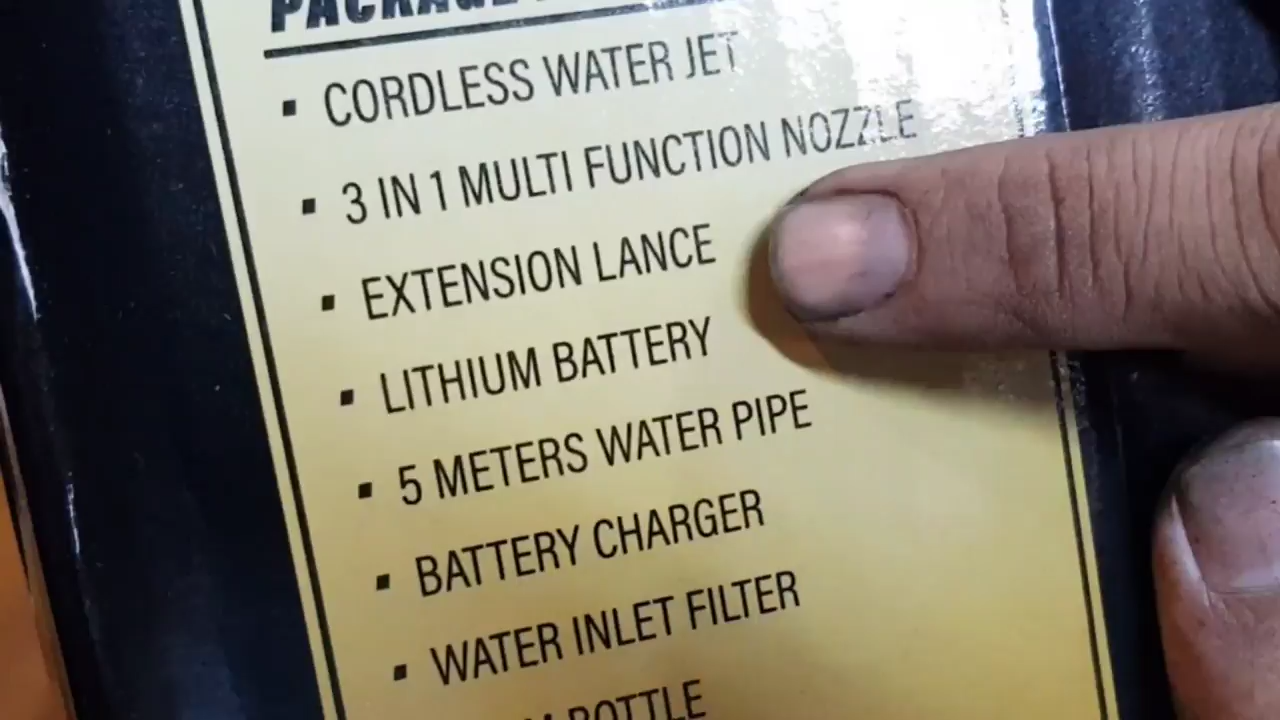 PACKAGE
▪ CORDLESS WATER JET
▪ 3 IN 1 MULTI FUNCTION NOZZLE
▪ EXTENSION LANCE
▪ LITHIUM BATTERY
▪ 5 METERS WATER PIPE
▪ BATTERY CHARGER
▪ WATER INLET FILTER
BOTTLE